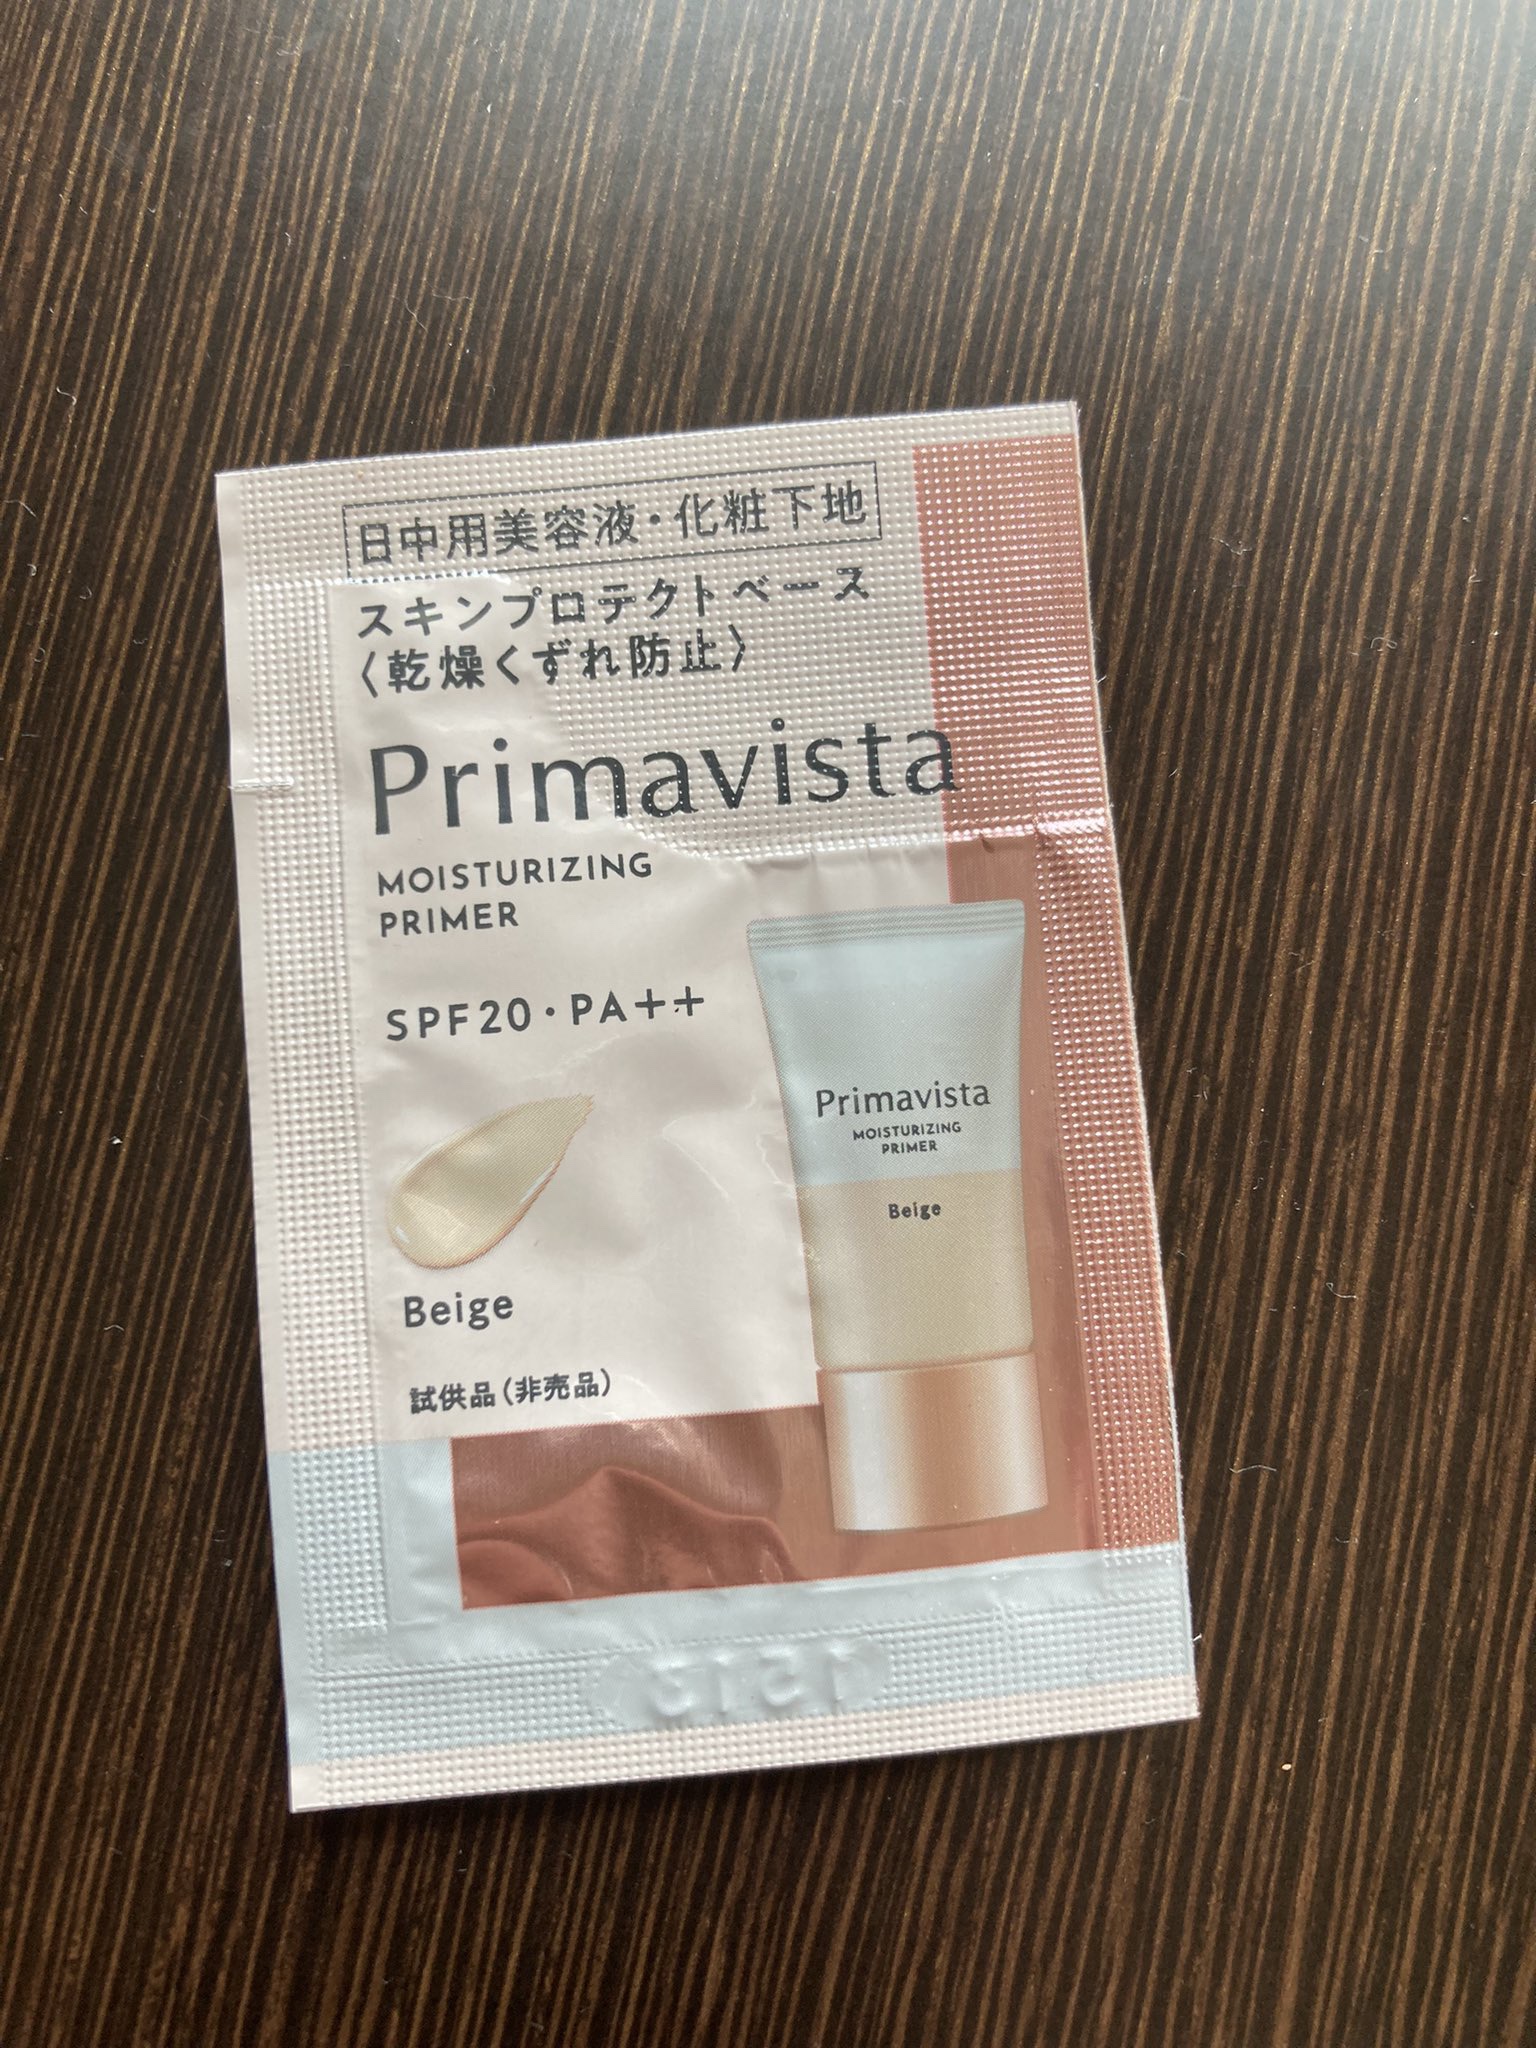 日中用美容液・化粧下地
スキンプロテクトベース
〈乾燥くずれ防止〉
Primavista
MOISTURIZING
PRIMER
SPF20・PA++
Primavista
MOISTURIZING
PRIMER
Beige
Beige
試供品(非売品)